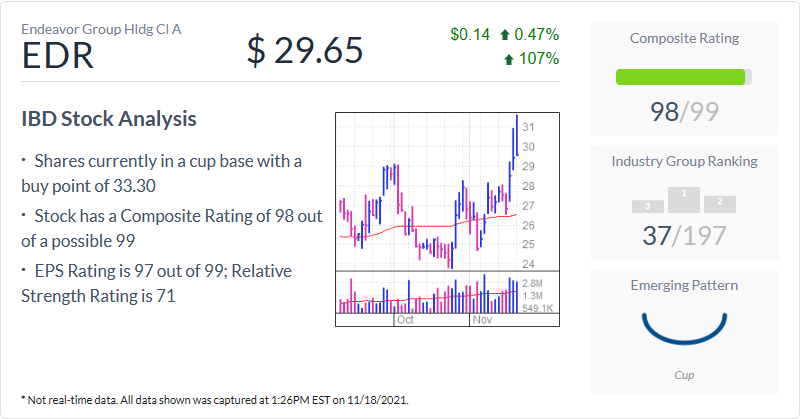 Endeavor Group Hldg Cl A
EDR
$ 29.65
$0.14 0.47%
107%
IBD Stock Analysis
• Shares currently in a cup base with a
buy point of 33.30
• Stock has a Composite Rating of 98 out
of a possible 99
• EPS Rating is 97 out of 99; Relative
Strength Rating is 71
31
30
29
28
27
26
25
24
2.8M
1.3M
549.1K
Oct
Nov
Composite Rating
98/99
Industry Group Ranking
3
1
2
37/197
Emerging Pattern
Cup
* Not real-time data. All data shown was captured at 1:26PM EST on 11/18/2021.